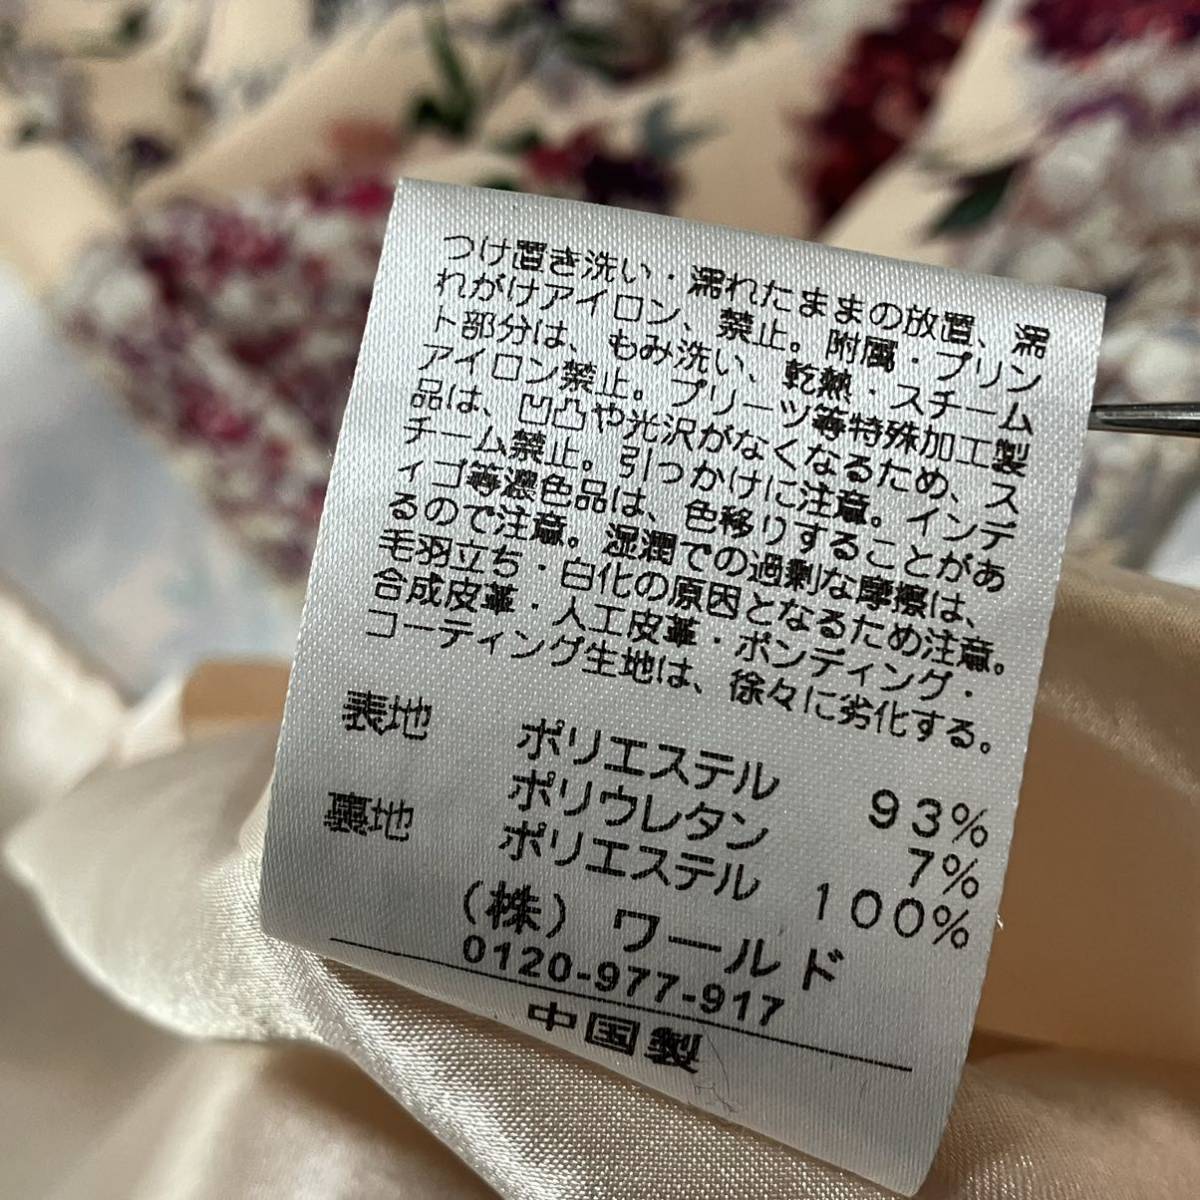 つけ置き洗い・濡れたままの放置、濡
れがけアイロン、禁止。附属・プリン
ト部分は、もみ洗い、乾熱・スチーム
アイロン禁止。プリーツ等特殊加工製
品は、凹凸や光沢がなくなるため、ス
チーム禁止。引っかけに注意。インデ
ィゴ等濃色品は、色移りすることがあ
るので注意。湿潤での過剰な摩擦は、
毛羽立ち・白化の原因となるため注意。
合成皮革・人工皮革・ボンディング・
コーティング生地は、徐々に劣化する。
表地 ポリエステル 93%
ポリウレタン 7%
裏地 ポリエステル 100%
(株) ワールド
0120-977-917
中国製